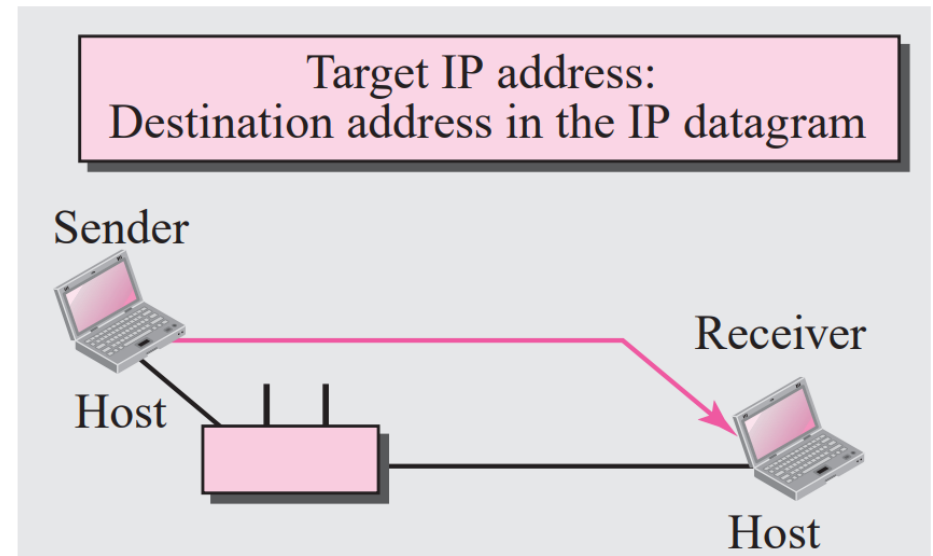 Target IP address:
Destination address in the IP datagram
Sender
Receiver
Host
Host